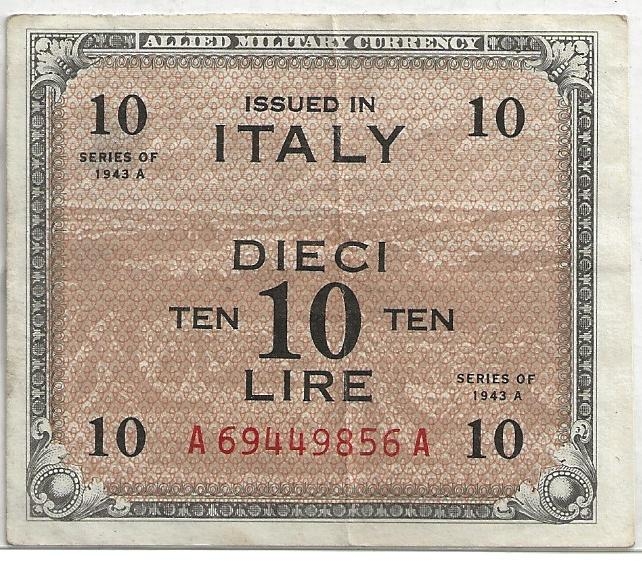 ALLIED MILITARY CURRENCY
10 ISSUED IN 10
ITALY
SERIES OF
1943 A
DIECI
TEN 10 TEN
LIRE
SERIES OF
1943 A
10 A69449856A 10